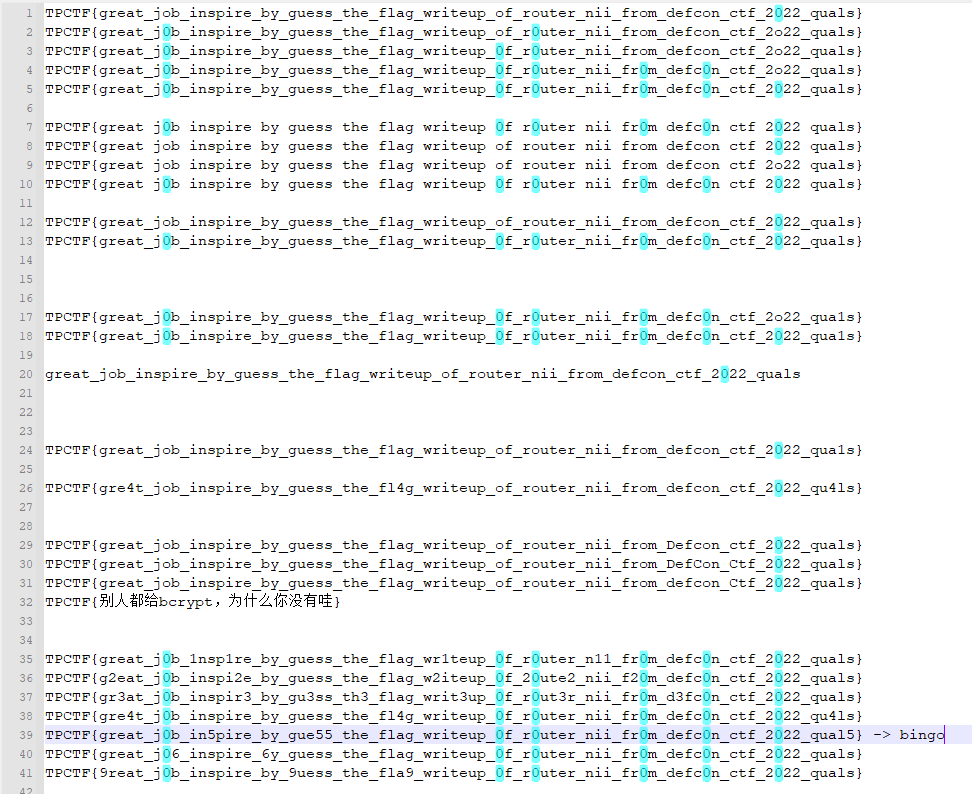 1 TPCTF{great_job_inspire_by_guess_the_flag_writeup_of_router_nii_from_defcon_ctf_2022_quals}
2 TPCTF{great_j0b_inspire_by_guess_the_flag_writeup_of_r0uter_nii_from_defcon_ctf_2o22_quals}
3 TPCTF{great_j0b_inspire_by_guess_the_flag_writeup_0f_r0uter_nii_from_defcon_ctf_2o22_quals}
4 TPCTF{great_j0b_inspire_by_guess_the_flag_writeup_0f_r0uter_nii_fr0m_defc0n_ctf_2o22_quals}
5 TPCTF{great_j0b_inspire_by_guess_the_flag_writeup_0f_r0uter_nii_fr0m_defc0n_ctf_2022_quals}
6
7 TPCTF{great j0b inspire by guess the flag writeup 0f r0uter nii fr0m defc0n ctf 2022 quals}
8 TPCTF{great job inspire by guess the flag writeup of router nii from defcon ctf 2022 quals}
9 TPCTF{great job inspire by guess the flag writeup of router nii from defcon ctf 2o22 quals}
10 TPCTF{great j0b inspire by guess the flag writeup 0f r0uter nii fr0m defc0n ctf 2022 quals}
11
12 TPCTF{great_job_inspire_by_guess_the_flag_writeup_of_router_nii_from_defcon_ctf_2022_quals}
13 TPCTF{great_j0b_inspire_by_guess_the_flag_writeup_0f_r0uter_nii_fr0m_defc0n_ctf_2022_quals}
14
15
16
17 TPCTF{great_j0b_inspire_by_guess_the_f1ag_writeup_0f_r0uter_nii_fr0m_defc0n_ctf_2o22_qua1s}
18 TPCTF{great_j0b_inspire_by_guess_the_f1ag_writeup_0f_r0uter_nii_fr0m_defc0n_ctf_2022_qua1s}
19
20 great_job_inspire_by_guess_the_flag_writeup_of_router_nii_from_defcon_ctf_2022_quals
21
22
23
24 TPCTF{great_job_inspire_by_guess_the_f1ag_writeup_of_router_nii_from_defcon_ctf_2022_qua1s}
25
26 TPCTF{gre4t_job_inspire_by_guess_the_fl4g_writeup_of_router_nii_from_defcon_ctf_2022_qu4ls}
27
28
29 TPCTF{great_job_inspire_by_guess_the_flag_writeup_of_router_nii_from_Defcon_ctf_2022_quals}
30 TPCTF{great_job_inspire_by_guess_the_flag_writeup_of_router_nii_from_DefCon_ctf_2022_quals}
31 TPCTF{great_job_inspire_by_guess_the_flag_writeup_of_router_nii_from_Defcon_Ctf_2022_quals}
32 TPCTF{别人都给bcrypt，为什么你没有哇}
33
34
35 TPCTF{great_j0b_1nsp1re_by_guess_the_flag_wr1teup_0f_r0uter_n11_fr0m_defc0n_ctf_2022_quals}
36 TPCTF{g2eat_j0b_inspi2e_by_guess_the_flag_w2iteup_0f_20ute2_nii_f20m_defc0n_ctf_2022_quals}
37 TPCTF{gr3at_j0b_inspir3_by_gu3ss_th3_flag_writ3up_0f_r0ut3r_nii_fr0m_d3fc0n_ctf_2022_quals}
38 TPCTF{gre4t_j0b_inspire_by_guess_the_fl4g_writeup_0f_r0uter_nii_fr0m_defc0n_ctf_2022_qu4ls}
39 TPCTF{great_j0b_in5pire_by_gue55_the_flag_writeup_0f_r0uter_nii_fr0m_defc0n_ctf_2022_qual5} -> bingo
40 TPCTF{great_j06_inspire_6y_guess_the_flag_writeup_0f_r0uter_nii_fr0m_defc0n_ctf_2022_quals}
41 TPCTF{9reat_j0b_inspire_by_9uess_the_fla9_writeup_0f_r0uter_nii_fr0m_defc0n_ctf_2022_quals}
42